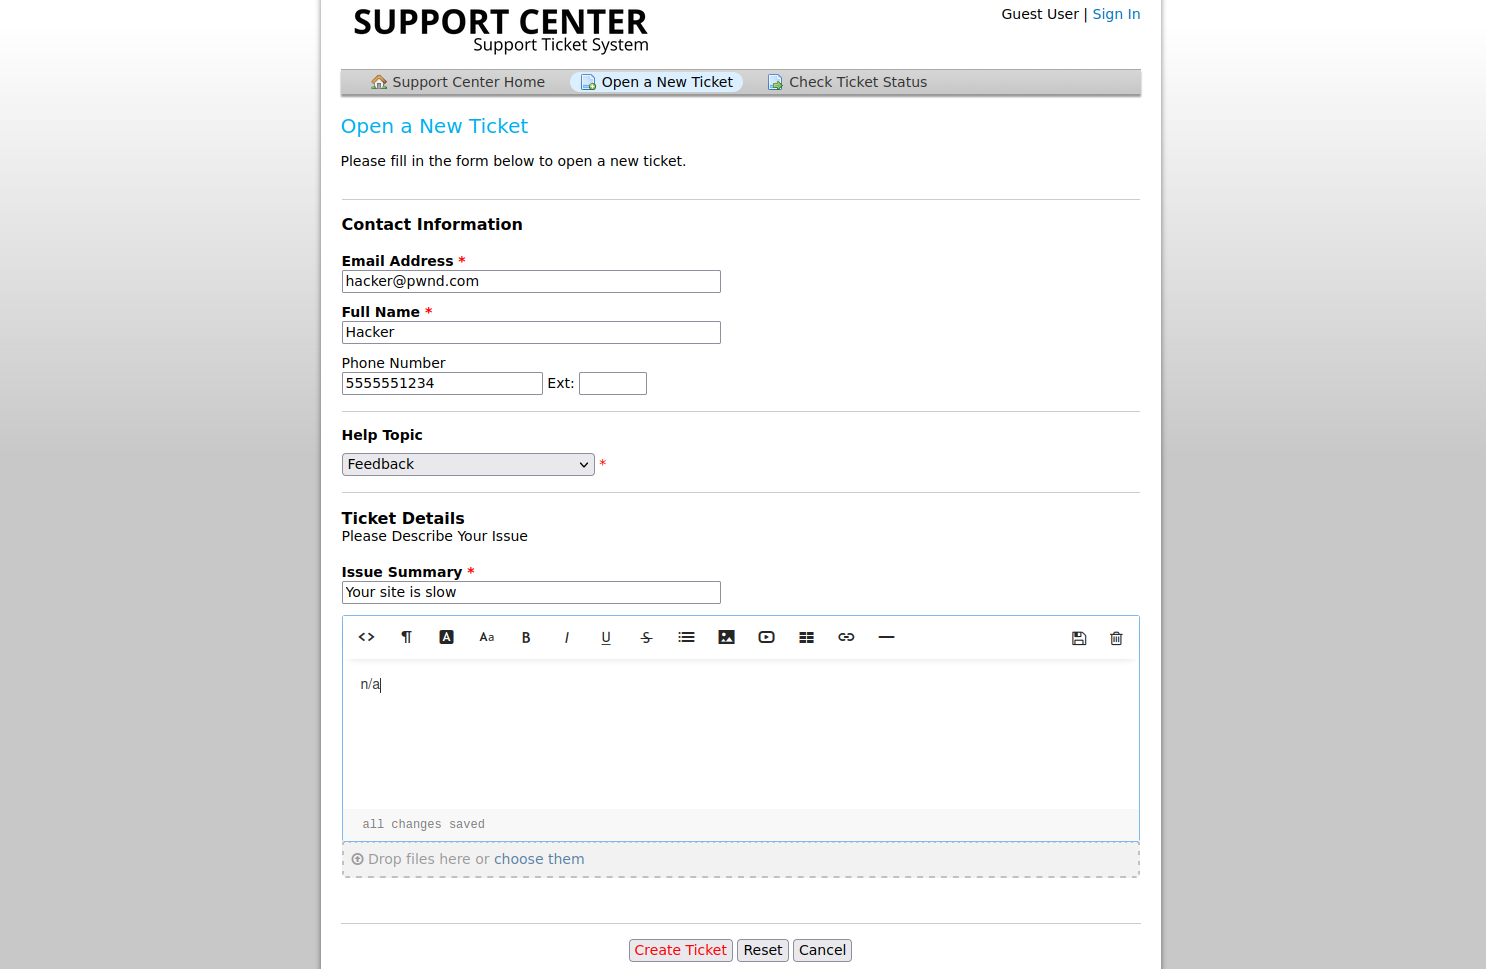 SUPPORT CENTER
Support Ticket System
Guest User | Sign In
Support Center Home Open a New Ticket Check Ticket Status
Open a New Ticket
Please fill in the form below to open a new ticket.
Contact Information
Email Address *
hacker@pwnd.com
Full Name *
Hacker
Phone Number
5555551234 Ext:
Help Topic
Feedback *
Ticket Details
Please Describe Your Issue
Issue Summary *
Your site is slow
<> ¶ A Aa B I U S
n/a
all changes saved
Drop files here or choose them
Create Ticket Reset Cancel